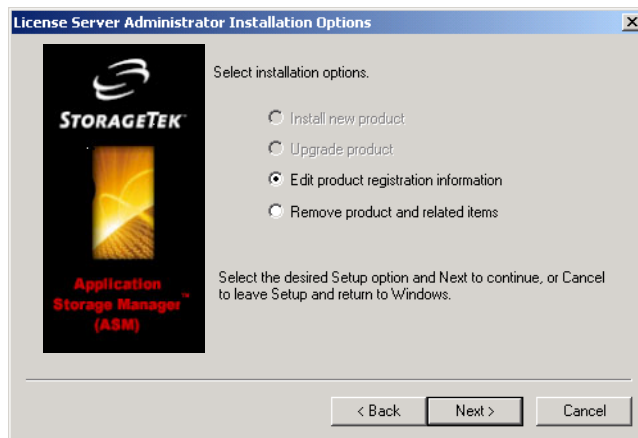 License Server Administrator Installation Options
STORAGETEK
Application
Storage Manager™
(ASM)
Select installation options.
Install new product
Upgrade product
Edit product registration information
Remove product and related items
Select the desired Setup option and Next to continue, or Cancel
to leave Setup and return to Windows.
< Back
Next >
Cancel